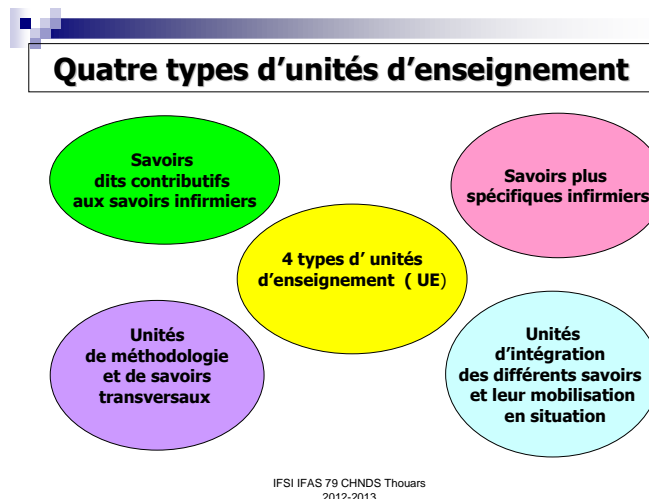 Quatre types d'unités d'enseignement
Savoirs
dits contributifs
aux savoirs infirmiers
Savoirs plus
spécifiques infirmiers
4 types d' unités
d'enseignement ( UE)
Unités
de méthodologie
et de savoirs
transversaux
Unités
d'intégration
des différents savoirs
et leur mobilisation
en situation
IFSI IFAS 79 CHNDS Thouars
2012-2013